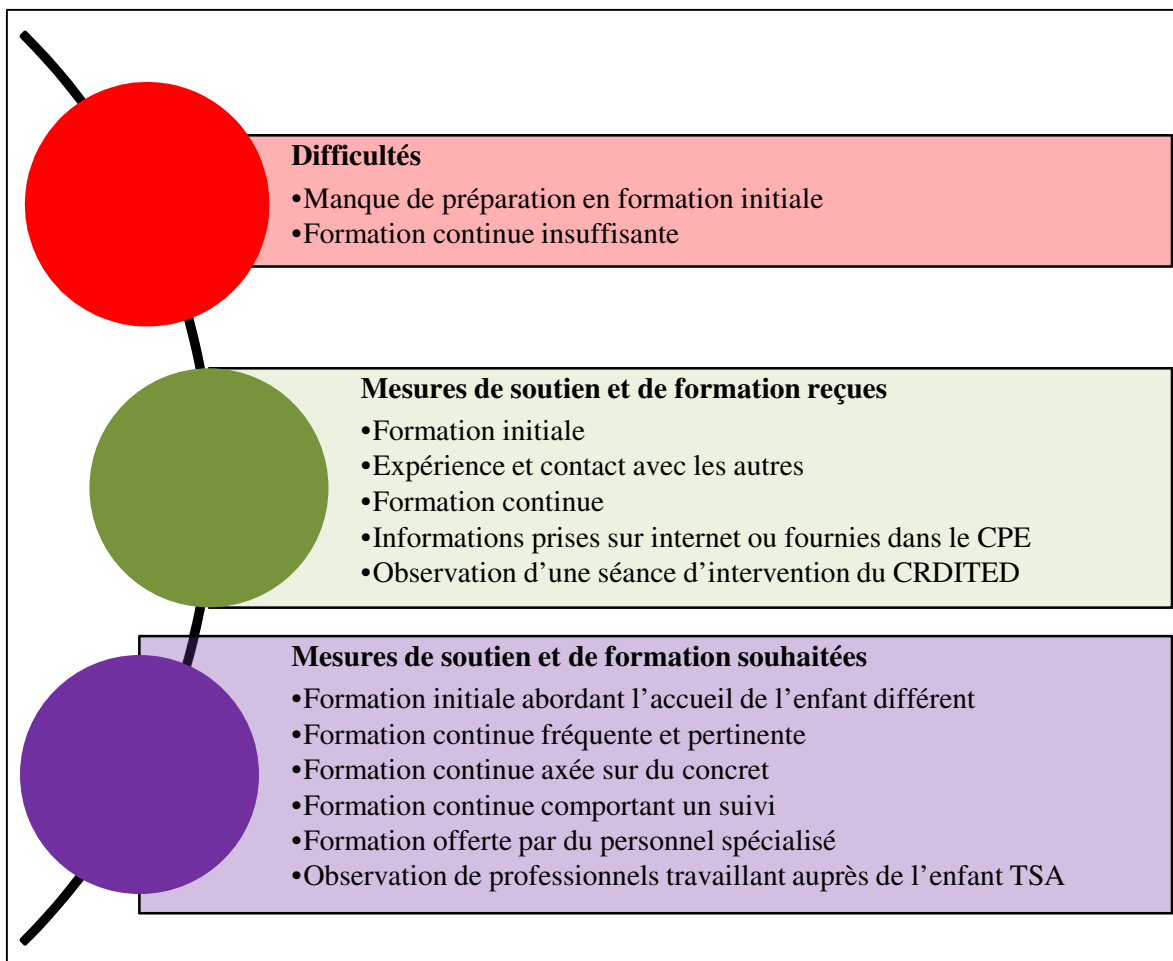 Difficultés
•Manque de préparation en formation initiale
•Formation continue insuffisante
Mesures de soutien et de formation reçues
•Formation initiale
•Expérience et contact avec les autres
•Formation continue
•Informations prises sur internet ou fournies dans le CPE
•Observation d’une séance d’intervention du CRDITED
Mesures de soutien et de formation souhaitées
•Formation initiale abordant l’accueil de l’enfant différent
•Formation continue fréquente et pertinente
•Formation continue axée sur du concret
•Formation continue comportant un suivi
•Formation offerte par du personnel spécialisé
•Observation de professionnels travaillant auprès de l’enfant TSA